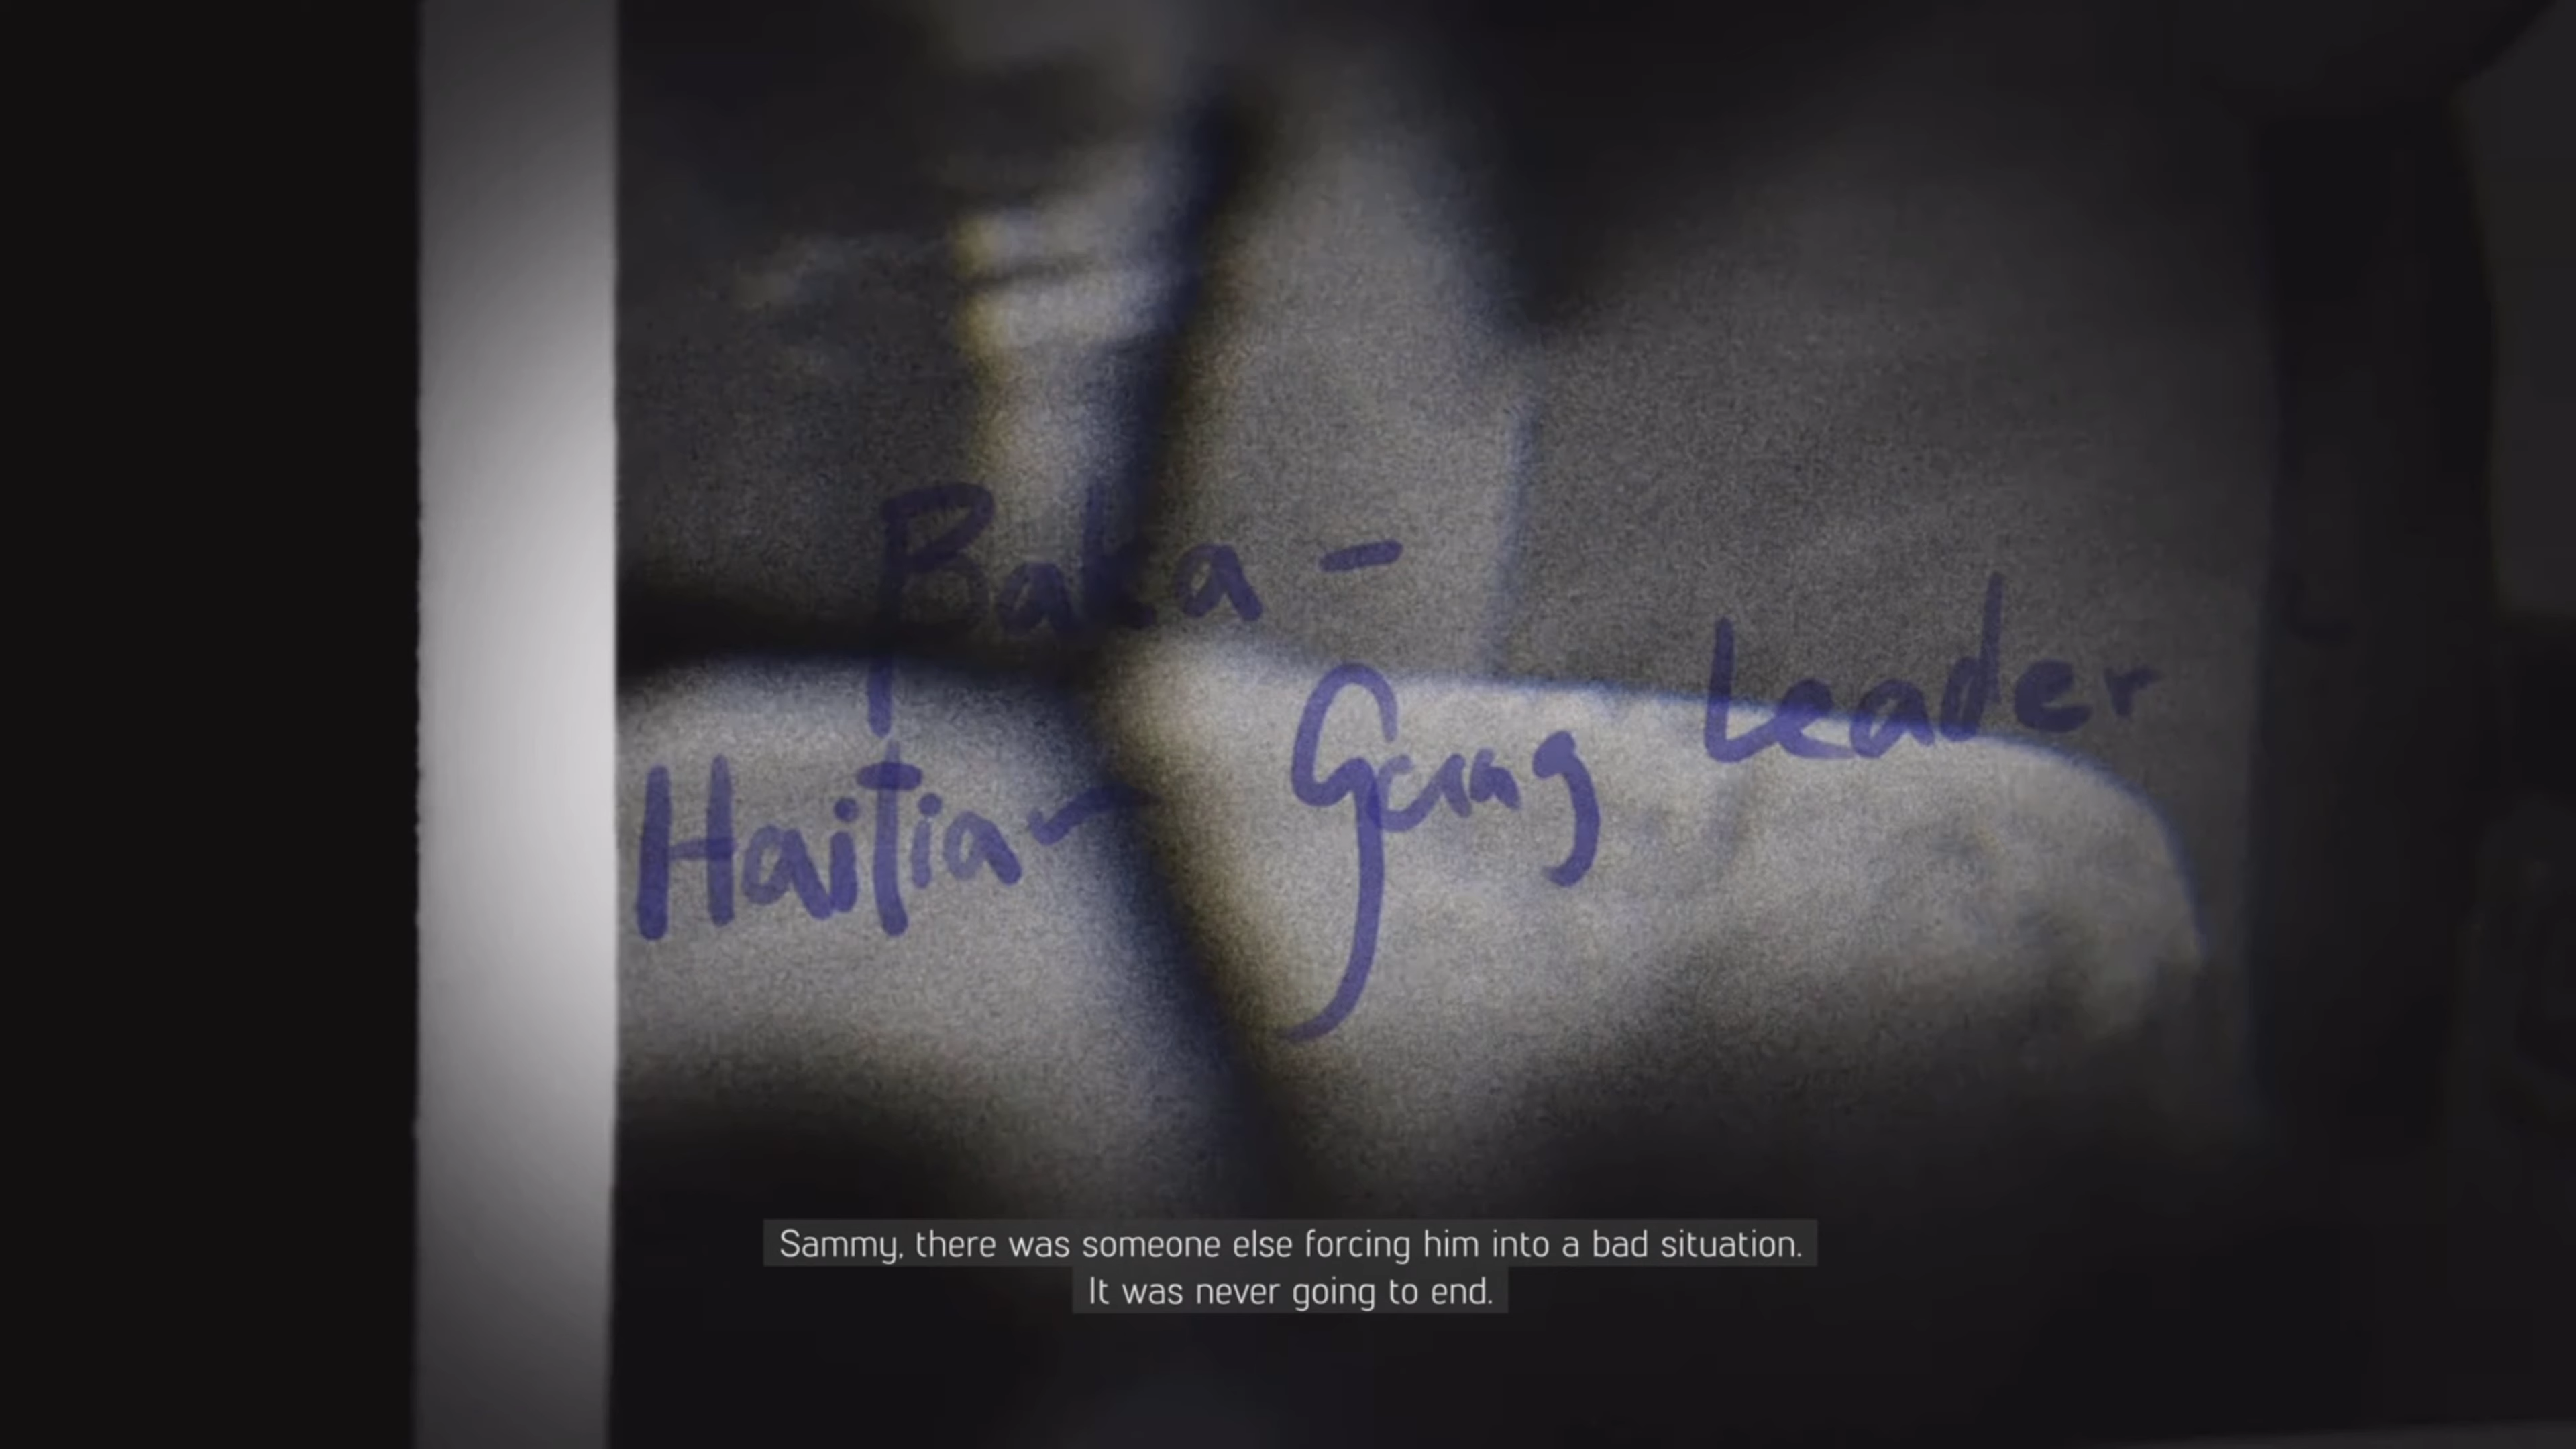 Baka -
Haitian Gang Leader
Sammy, there was someone else forcing him into a bad situation.
It was never going to end.